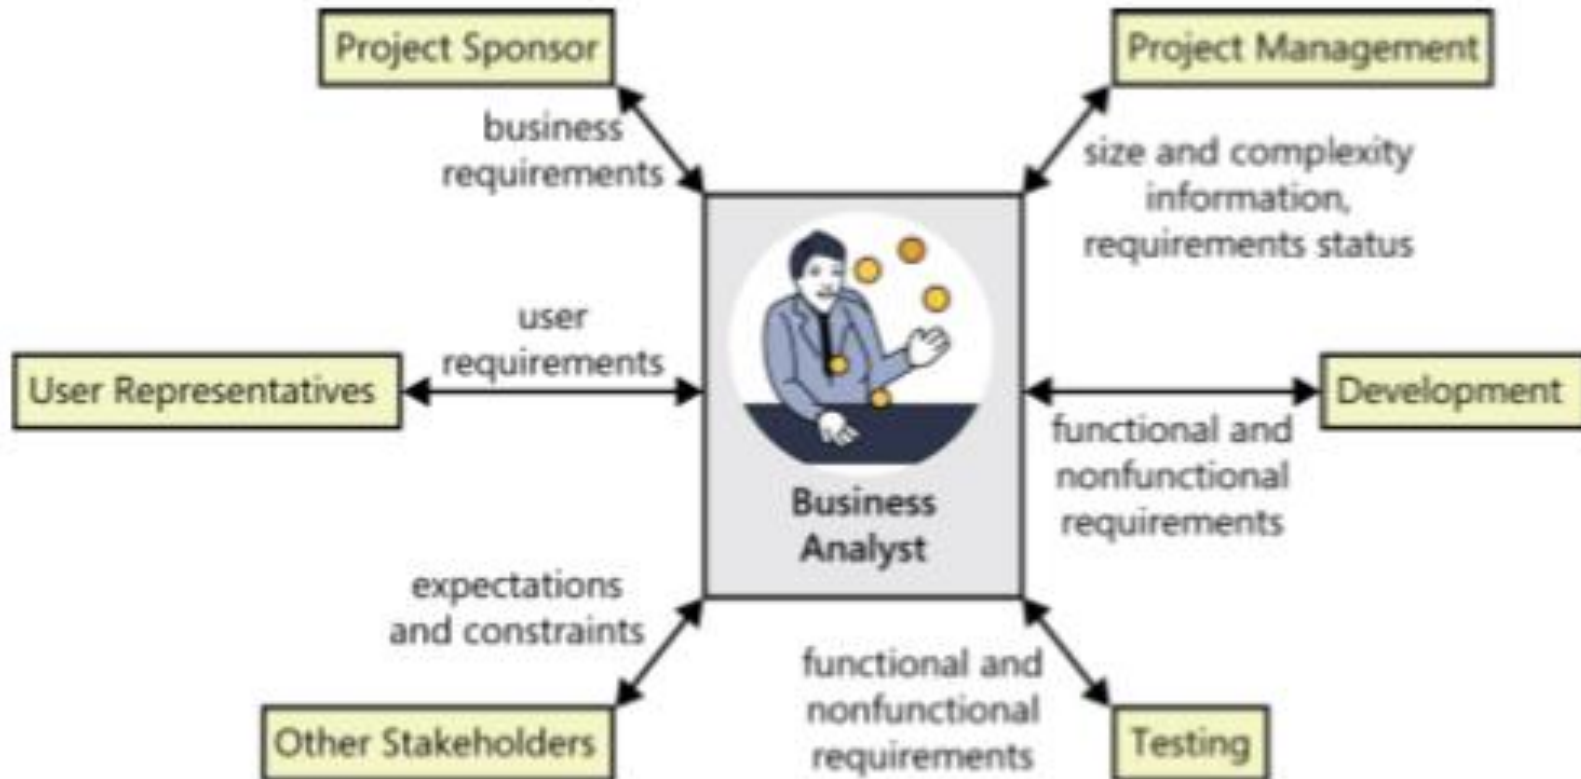 Project Sponsor
Project Management
business
requirements
size and complexity
information,
requirements status
user
requirements
User Representatives
Development
functional and
nonfunctional
requirements
Business
Analyst
expectations
and constraints
functional and
nonfunctional
requirements
Other Stakeholders
Testing